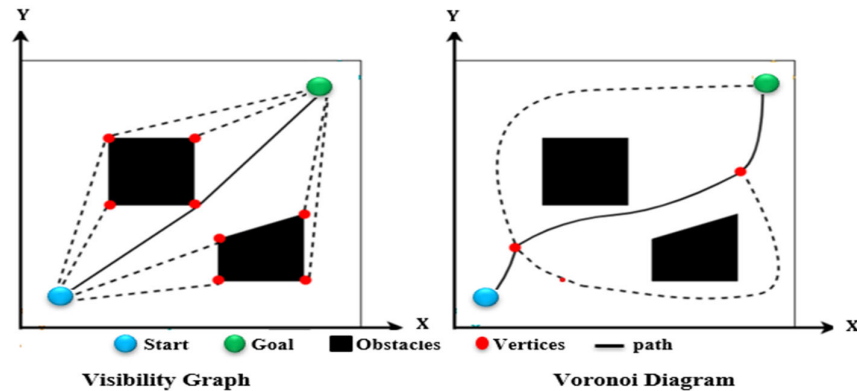 Y
Y
X
X
Start Goal Obstacles Vertices path
Visibility Graph Voronoi Diagram